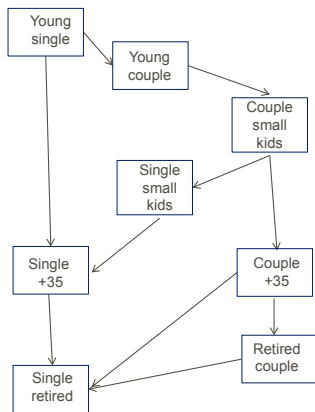 Young
single
Young
couple
Couple
small
kids
Single
small
kids
Single
+35
Couple
+35
Retired
couple
Single
retired